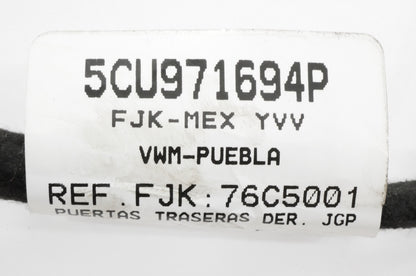 5CU971694P
FJK-MEX YVV
VWM-PUEBLA
REF.FJK:76C5001
PUERTAS TRASERAS DER. JGP